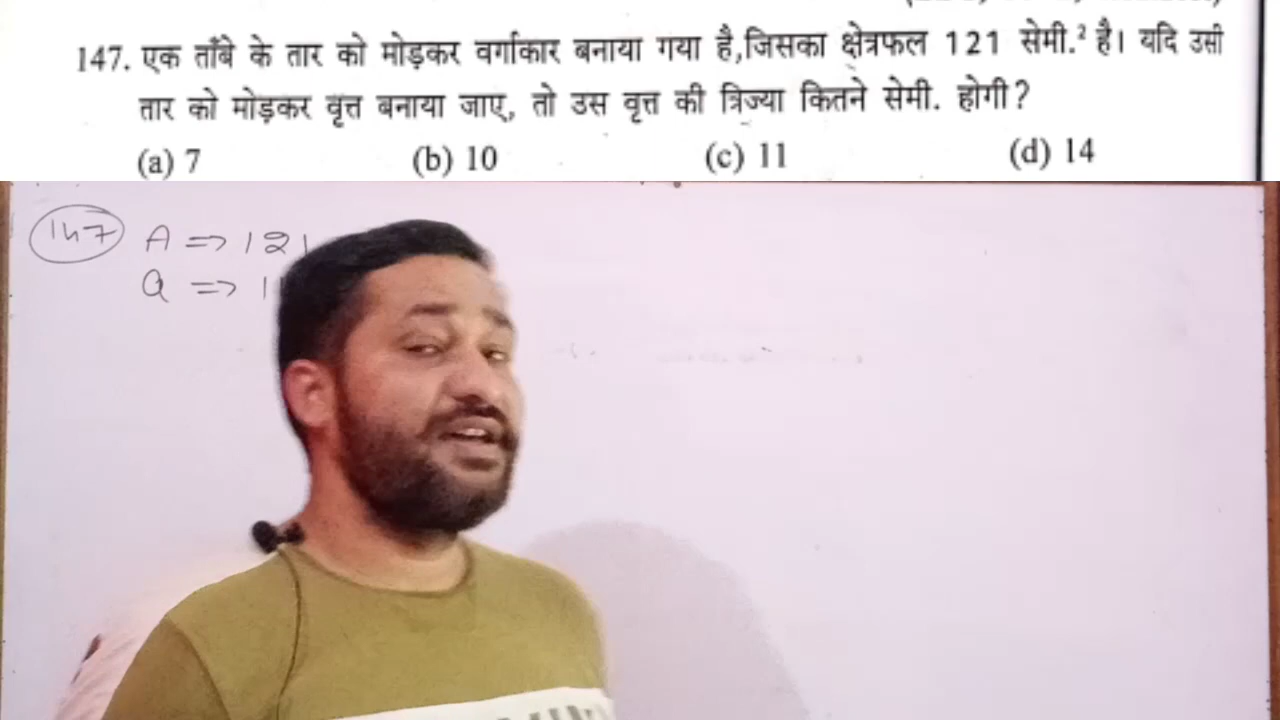 147. एक ताँबे के तार को मोड़कर वर्गाकार बनाया गया है,जिसका क्षेत्रफल 121 सेमी.² है। यदि उसी
तार को मोड़कर वृत्त बनाया जाए, तो उस वृत्त की त्रिज्या कितने सेमी. होगी?
(a) 7 (b) 10 (c) 11 (d) 14
147 A => 121
a => 11